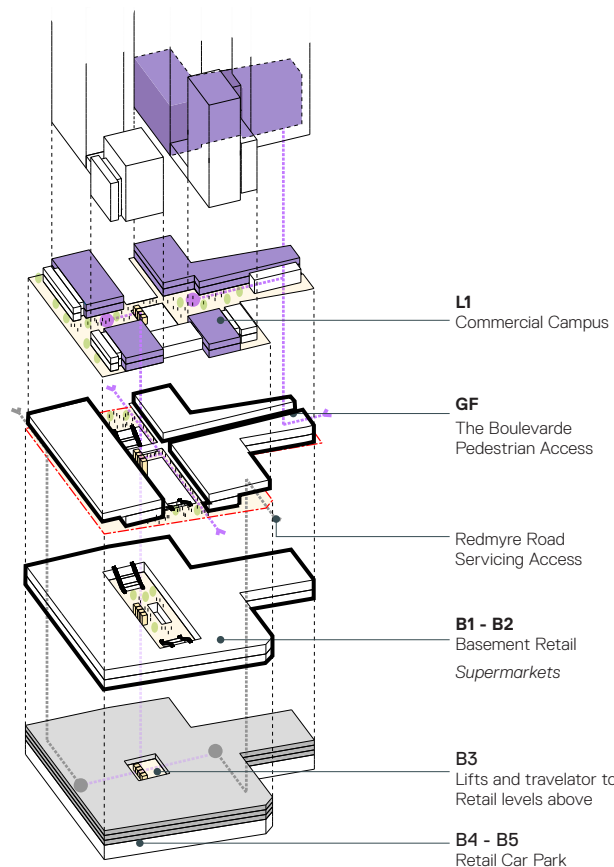 L1
Commercial Campus
GF
The Boulevarde
Pedestrian Access
Redmyre Road
Servicing Access
B1 - B2
Basement Retail
Supermarkets
B3
Lifts and travelator to
Retail levels above
B4 - B5
Retail Car Park